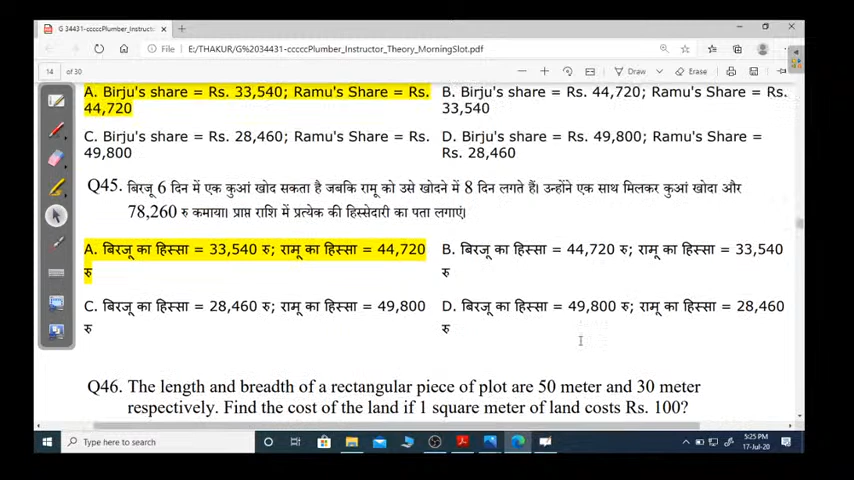 G 34431-cccccPlumber_Instructor
File
E:/THAKUR/G%2034431-cccccPlumber_Instructor_Theory_MorningSlot.pdf
14 of 30
Draw
Erase
A. Birju's share = Rs. 33,540; Ramu's Share = Rs. 44,720
B. Birju's share = Rs. 44,720; Ramu's share = Rs. 33,540
C. Birju's share = Rs. 28,460; Ramu's Share = Rs. 49,800
D. Birju's share = Rs. 49,800; Ramu's Share = Rs. 28,460
Q45. बिरजू 6 दिन में एक कुआं खोद सकता है जबकि रामू को उसे खोदने में 8 दिन लगते हैं। उन्होंने एक साथ मिलकर कुआं खोदा और
78,260 रु कमाया। प्राप्त राशि में प्रत्येक की हिस्सेदारी का पता लगाएं।
A. बिरजू का हिस्सा = 33,540 रु; रामू का हिस्सा = 44,720 रु
B. बिरजू का हिस्सा = 44,720 रु; रामू का हिस्सा = 33,540 रु
C. बिरजू का हिस्सा = 28,460 रु; रामू का हिस्सा = 49,800 रु
D. बिरजू का हिस्सा = 49,800 रु; रामू का हिस्सा = 28,460 रु
Q46. The length and breadth of a rectangular piece of plot are 50 meter and 30 meter
respectively. Find the cost of the land if 1 square meter of land costs Rs. 100?
Type here to search
5:25 PM
17-Jul-20